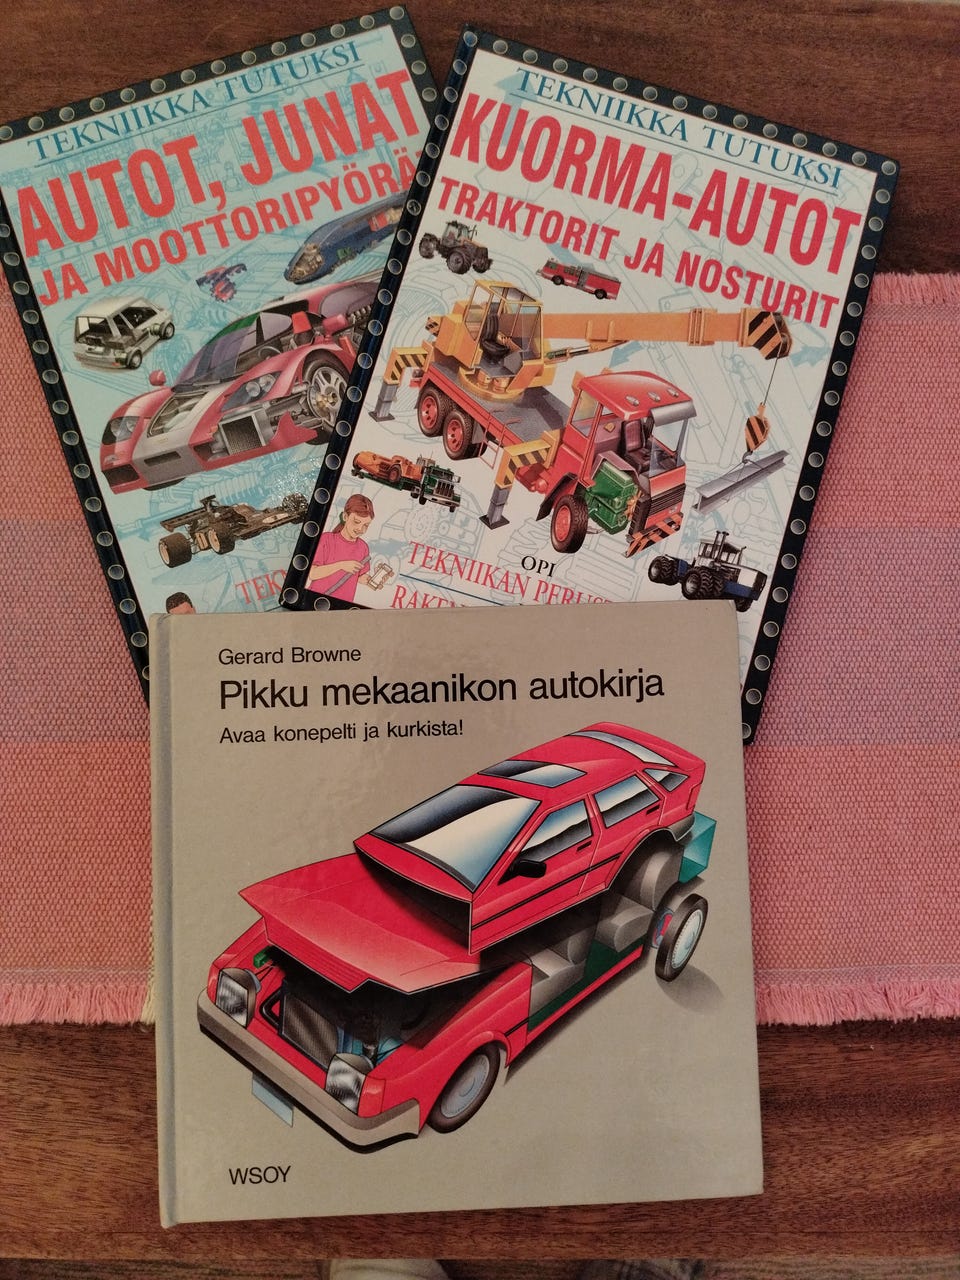 TEKNIIKKA TUTUKSI
AUTOT, JUNAT
JA MOOTTORIPYÖRÄ
TEKNIIKKA TUTUKSI
KUORMA-AUTOT
TRAKTORIT JA NOSTURIT
OPI
TEKNIIKAN
Gerard Browne
Pikku mekaanikon autokirja
Avaa konepelti ja kurkista!
WSOY